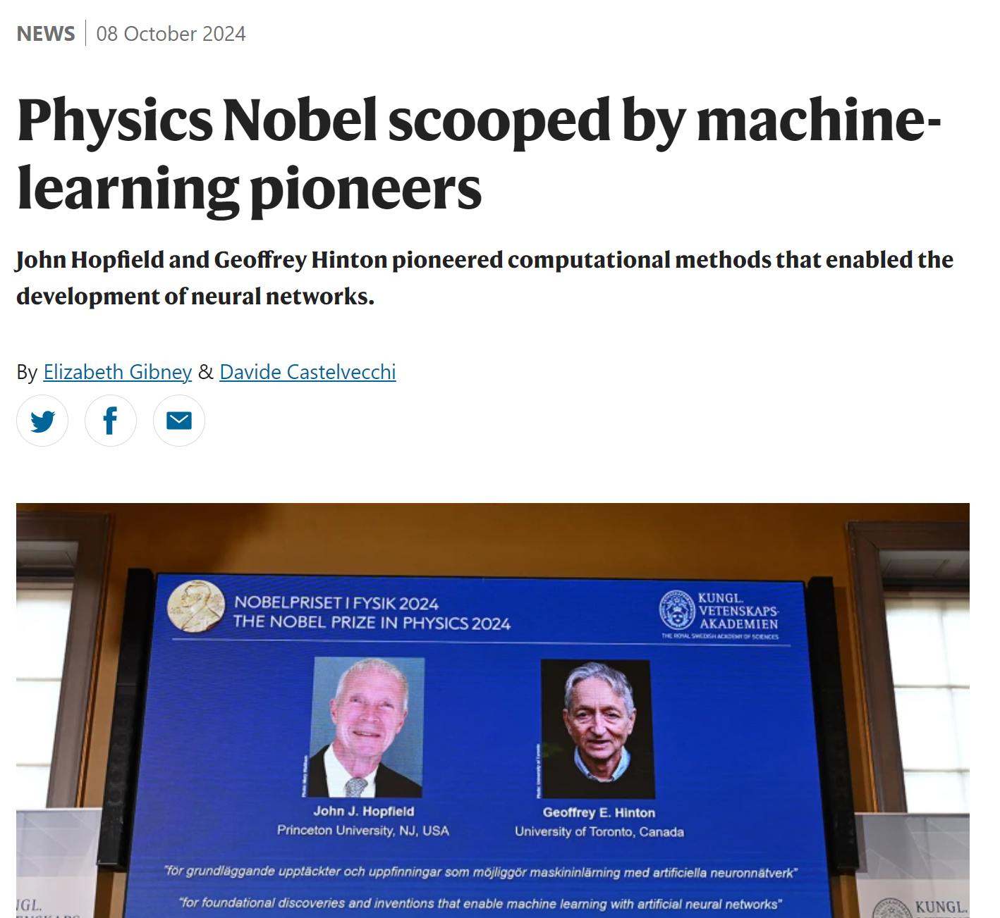 NEWS | 08 October 2024
Physics Nobel scooped by machine-
learning pioneers
John Hopfield and Geoffrey Hinton pioneered computational methods that enabled the
development of neural networks.
By Elizabeth Gibney & Davide Castelvecchi
NOBELPRISET I FYSIK 2024
THE NOBEL PRIZE IN PHYSICS 2024
KUNGL.
VETENSKAPS-
AKADEMIEN
THE ROYAL SWEDISH ACADEMY OF SCIENCES
Photo: University of Toronto
John J. Hopfield
Princeton University, NJ, USA
Geoffrey E. Hinton
University of Toronto, Canada
"för grundläggande upptäckter och uppfinningar som möjliggör maskininlärning med artificiella neuronnätverk"
"for foundational discoveries and inventions that enable machine learning with artificial neural networks"
KUNGL.